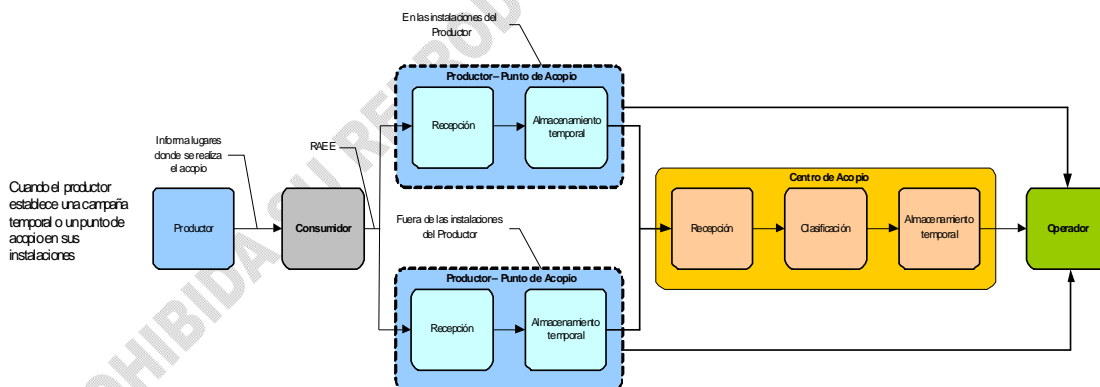 En las instalaciones del
Productor
Productor – Punto de Acopio
Recepción
Almacenamiento
temporal
Informa lugares
donde se realiza
el acopio
RAEE
Cuando el productor
establece una campaña
temporal o un punto de
acopio en sus
instalaciones
Productor
Consumidor
Fuera de las instalaciones
del Productor
Productor – Punto de Acopio
Recepción
Almacenamiento
temporal
Centro de Acopio
Recepción
Clasificación
Almacenamiento
temporal
Operador
OHIBIDA SU REPROD